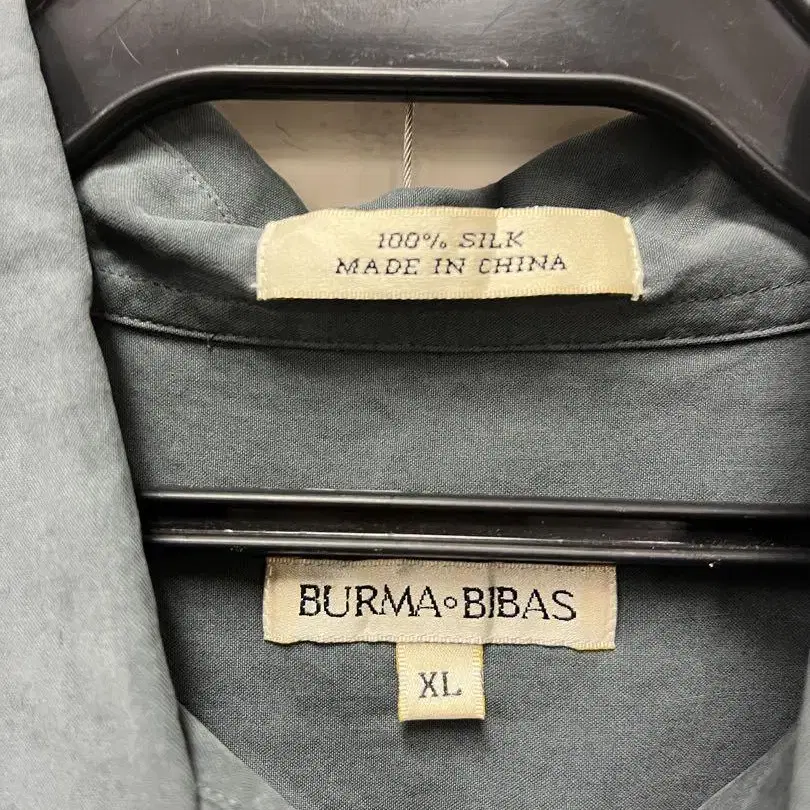 100% SILK
MADE IN CHINA
BURMA∘BIBAS
XL